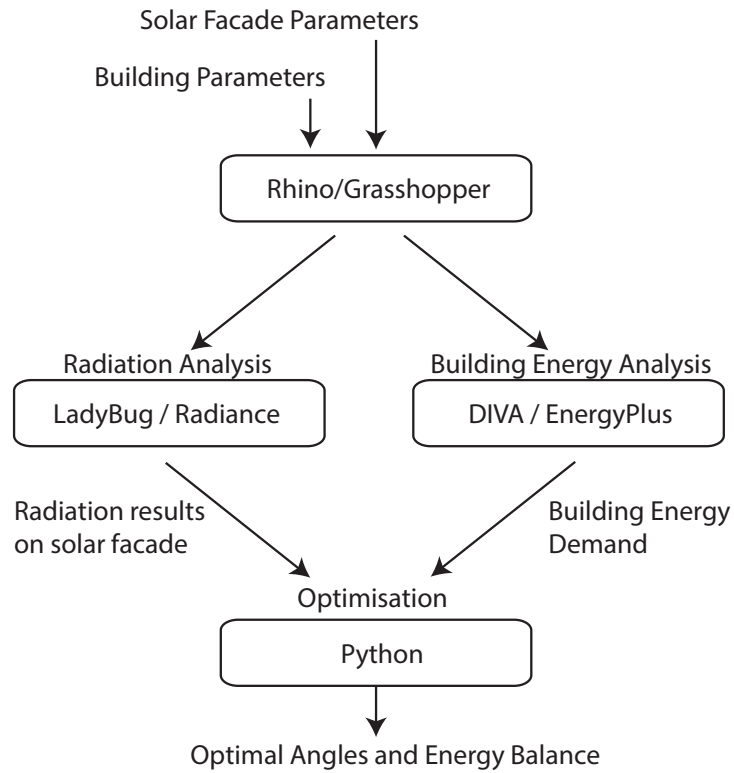 Solar Facade Parameters
Building Parameters
Rhino/Grasshopper
Radiation Analysis
LadyBug / Radiance
Building Energy Analysis
DIVA / EnergyPlus
Radiation results
on solar facade
Building Energy
Demand
Optimisation
Python
Optimal Angles and Energy Balance